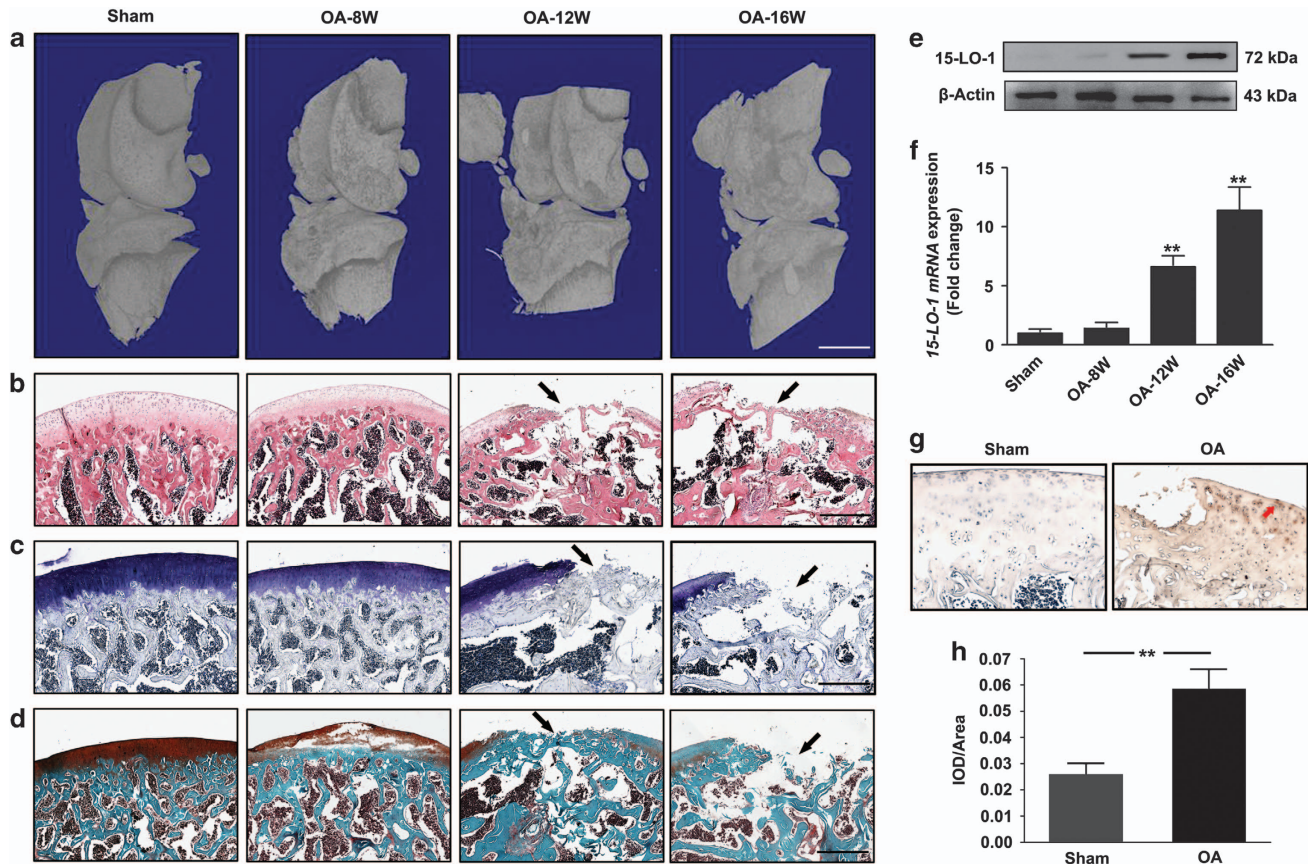 Sham OA-8W OA-12W OA-16W
a
b
c
d
e
15-LO-1 72 kDa
β-Actin 43 kDa
f
15-LO-1 mRNA expression
(Fold change)
15
10
5
0
**
**
Sham OA-8W OA-12W OA-16W
g
Sham OA
h
IOD/Area
0.07
0.06
0.05
0.04
0.03
0.02
0.01
0.00
**
Sham OA